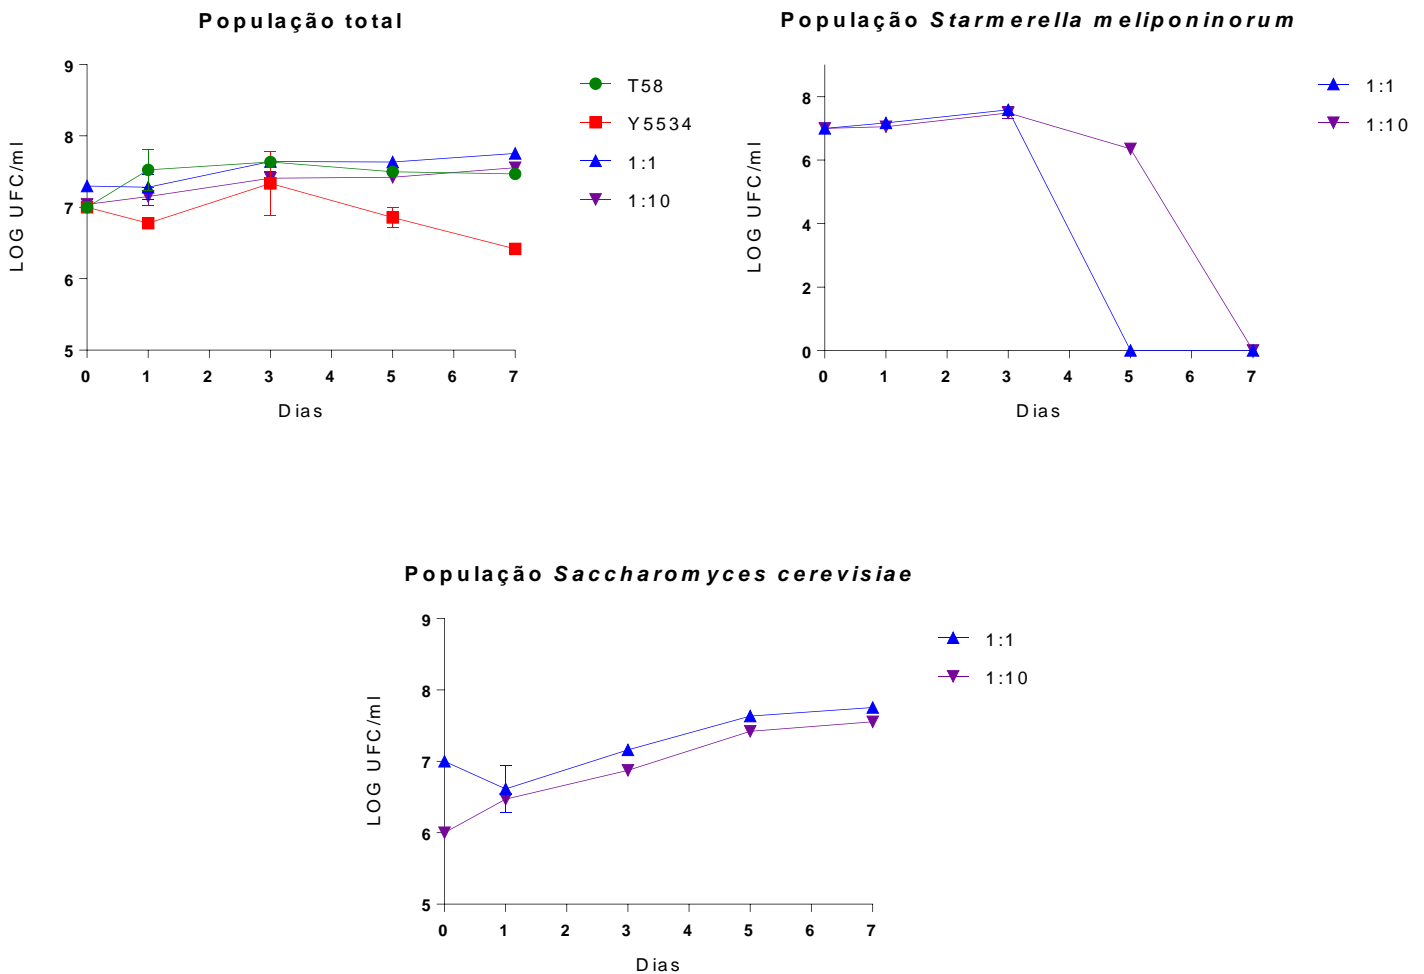 População total
9
8
7
6
5
LOG UFC/ml
0 1 2 3 4 5 6 7
Dias
T58
Y5534
1:1
1:10
População Starmerella meliponinorum
8
6
4
2
0
LOG UFC/ml
0 1 2 3 4 5 6 7
Dias
1:1
1:10
População Saccharomyces cerevisiae
9
8
7
6
5
LOG UFC/ml
0 1 2 3 4 5 6 7
Dias
1:1
1:10